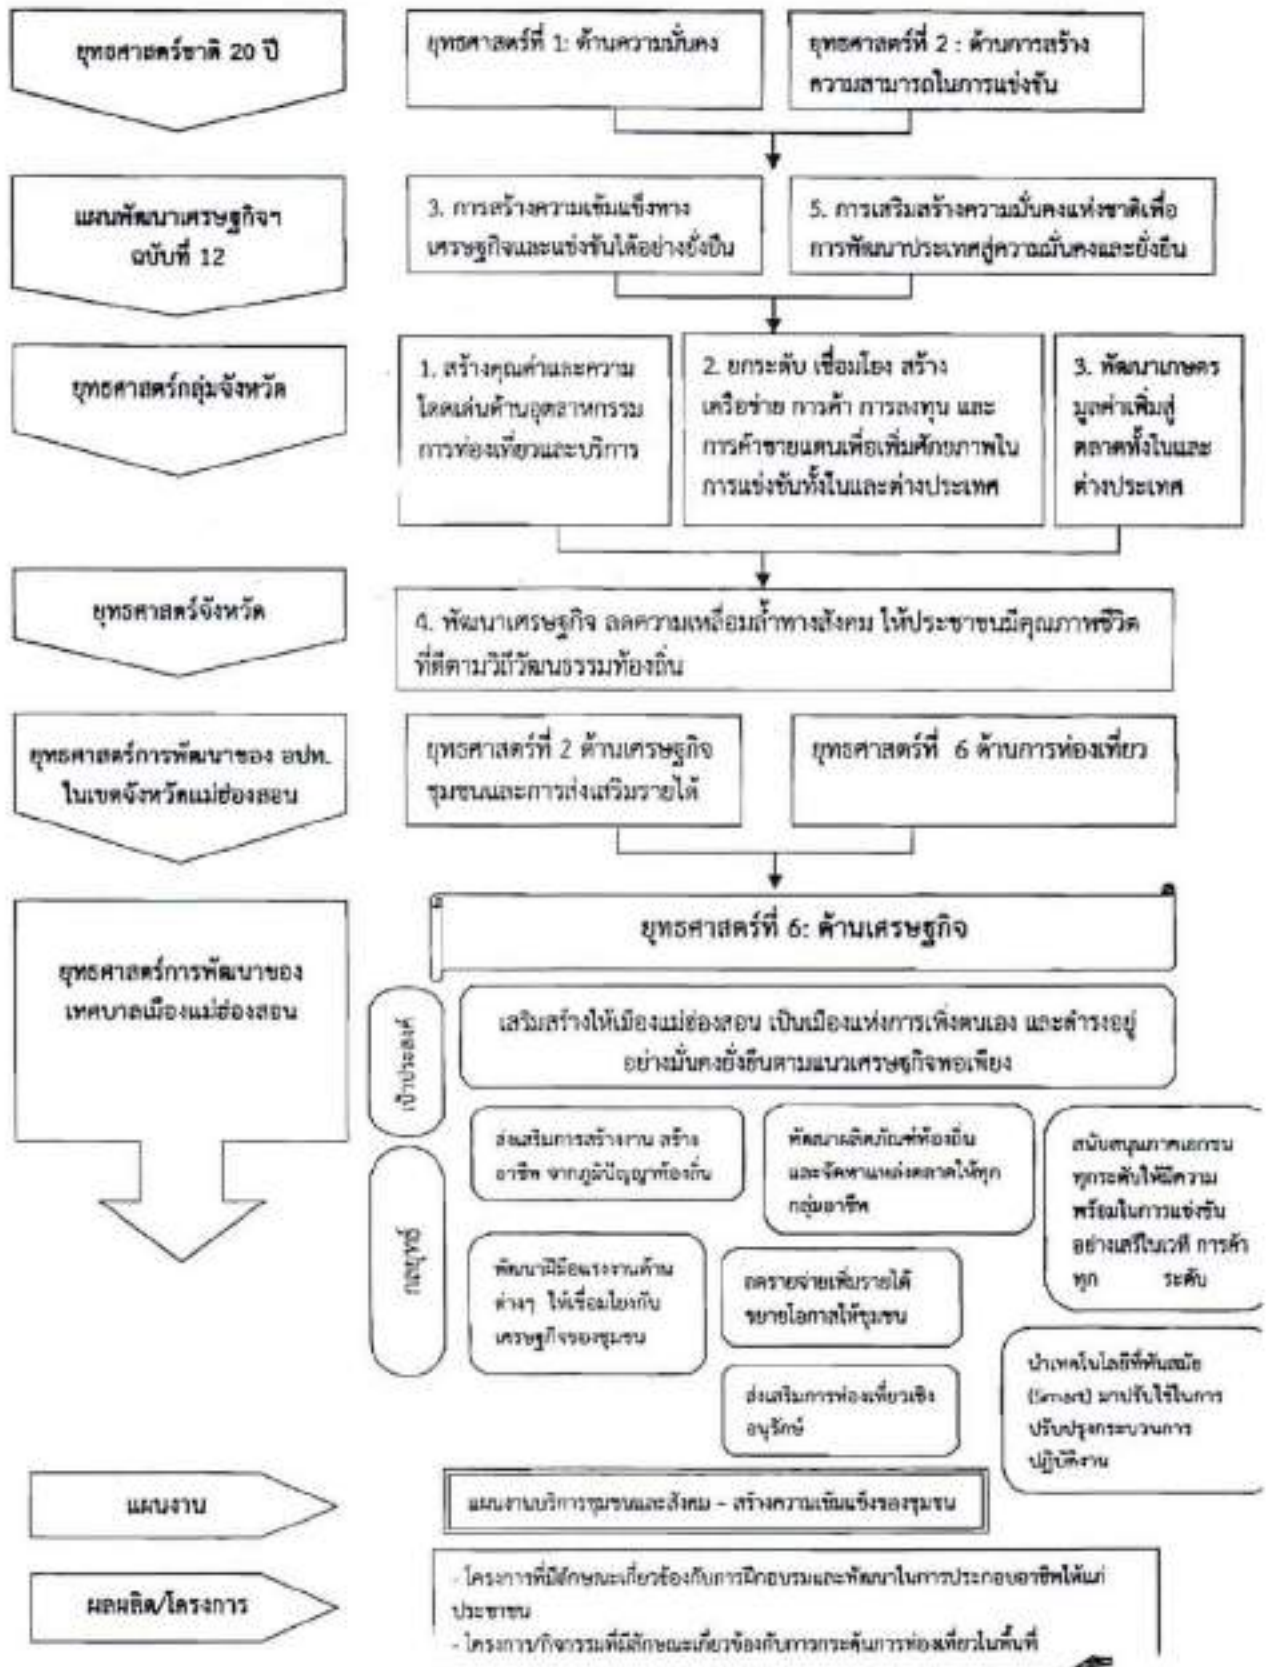 ยุทธศาสตร์ชาติ 20 ปี
ยุทธศาสตร์ที่ 1: ด้านความมั่นคง
ยุทธศาสตร์ที่ 2 : ด้านการสร้าง
ความสามารถในการแข่งขัน
แผนพัฒนาเศรษฐกิจฯ
ฉบับที่ 12
3. การสร้างความเข้มแข็งทาง
เศรษฐกิจและแข่งขันได้อย่างยั่งยืน
5. การเสริมสร้างความมั่นคงแห่งชาติเพื่อ
การพัฒนาประเทศสู่ความมั่นคงและยั่งยืน
ยุทธศาสตร์กลุ่มจังหวัด
1. สร้างคุณค่าและความ
โดดเด่นด้านอุตสาหกรรม
การท่องเที่ยวและบริการ
2. ยกระดับ เชื่อมโยง สร้าง
เครือข่าย การค้า การลงทุน และ
การค้าชายแดนเพื่อเพิ่มศักยภาพใน
การแข่งขันทั้งในและต่างประเทศ
3. พัฒนาเกษตร
มูลค่าเพิ่มสู่
ตลาดทั้งในและ
ต่างประเทศ
ยุทธศาสตร์จังหวัด
4. พัฒนาเศรษฐกิจ ลดความเหลื่อมล้ำทางสังคม ให้ประชาชนมีคุณภาพชีวิต
ที่ดีตามวิถีวัฒนธรรมท้องถิ่น
ยุทธศาสตร์การพัฒนาของ อปท.
ในเขตจังหวัดแม่ฮ่องสอน
ยุทธศาสตร์ที่ 2 ด้านเศรษฐกิจ
ชุมชนและการส่งเสริมรายได้
ยุทธศาสตร์ที่ 6 ด้านการท่องเที่ยว
ยุทธศาสตร์การพัฒนาของ
เทศบาลเมืองแม่ฮ่องสอน
ยุทธศาสตร์ที่ 6: ด้านเศรษฐกิจ
เป้าประสงค์
เสริมสร้างให้เมืองแม่ฮ่องสอน เป็นเมืองแห่งการพึ่งตนเอง และดำรงอยู่
อย่างมั่นคงยั่งยืนตามแนวเศรษฐกิจพอเพียง
กลยุทธ์
ส่งเสริมการสร้างงาน สร้าง
อาชีพ จากภูมิปัญญาท้องถิ่น
พัฒนาผลิตภัณฑ์ท้องถิ่น
และจัดหาแหล่งตลาดให้ทุก
กลุ่มอาชีพ
สนับสนุนภาคเอกชน
ทุกระดับให้มีความ
พร้อมในการแข่งขัน
อย่างเสรีในเวที การค้า
ทุก ระดับ
พัฒนาฝีมือแรงงานด้าน
ต่างๆ ให้เชื่อมโยงกับ
เศรษฐกิจของชุมชน
ลดรายจ่ายเพิ่มรายได้
ขยายโอกาสให้ชุมชน
ส่งเสริมการท่องเที่ยวเชิง
อนุรักษ์
นำเทคโนโลยีที่ทันสมัย
(Smart) มาปรับใช้ในการ
ปรับปรุงกระบวนการ
ปฏิบัติงาน
แผนงาน
แผนงานบริการชุมชนและสังคม – สร้างความเข้มแข็งของชุมชน
ผลผลิต/โครงการ
- โครงการที่มีลักษณะเกี่ยวข้องกับการฝึกอบรมและพัฒนาในการประกอบอาชีพให้แก่
ประชาชน
- โครงการ/กิจกรรมที่มีลักษณะเกี่ยวข้องกับการกระตุ้นการท่องเที่ยวในพื้นที่